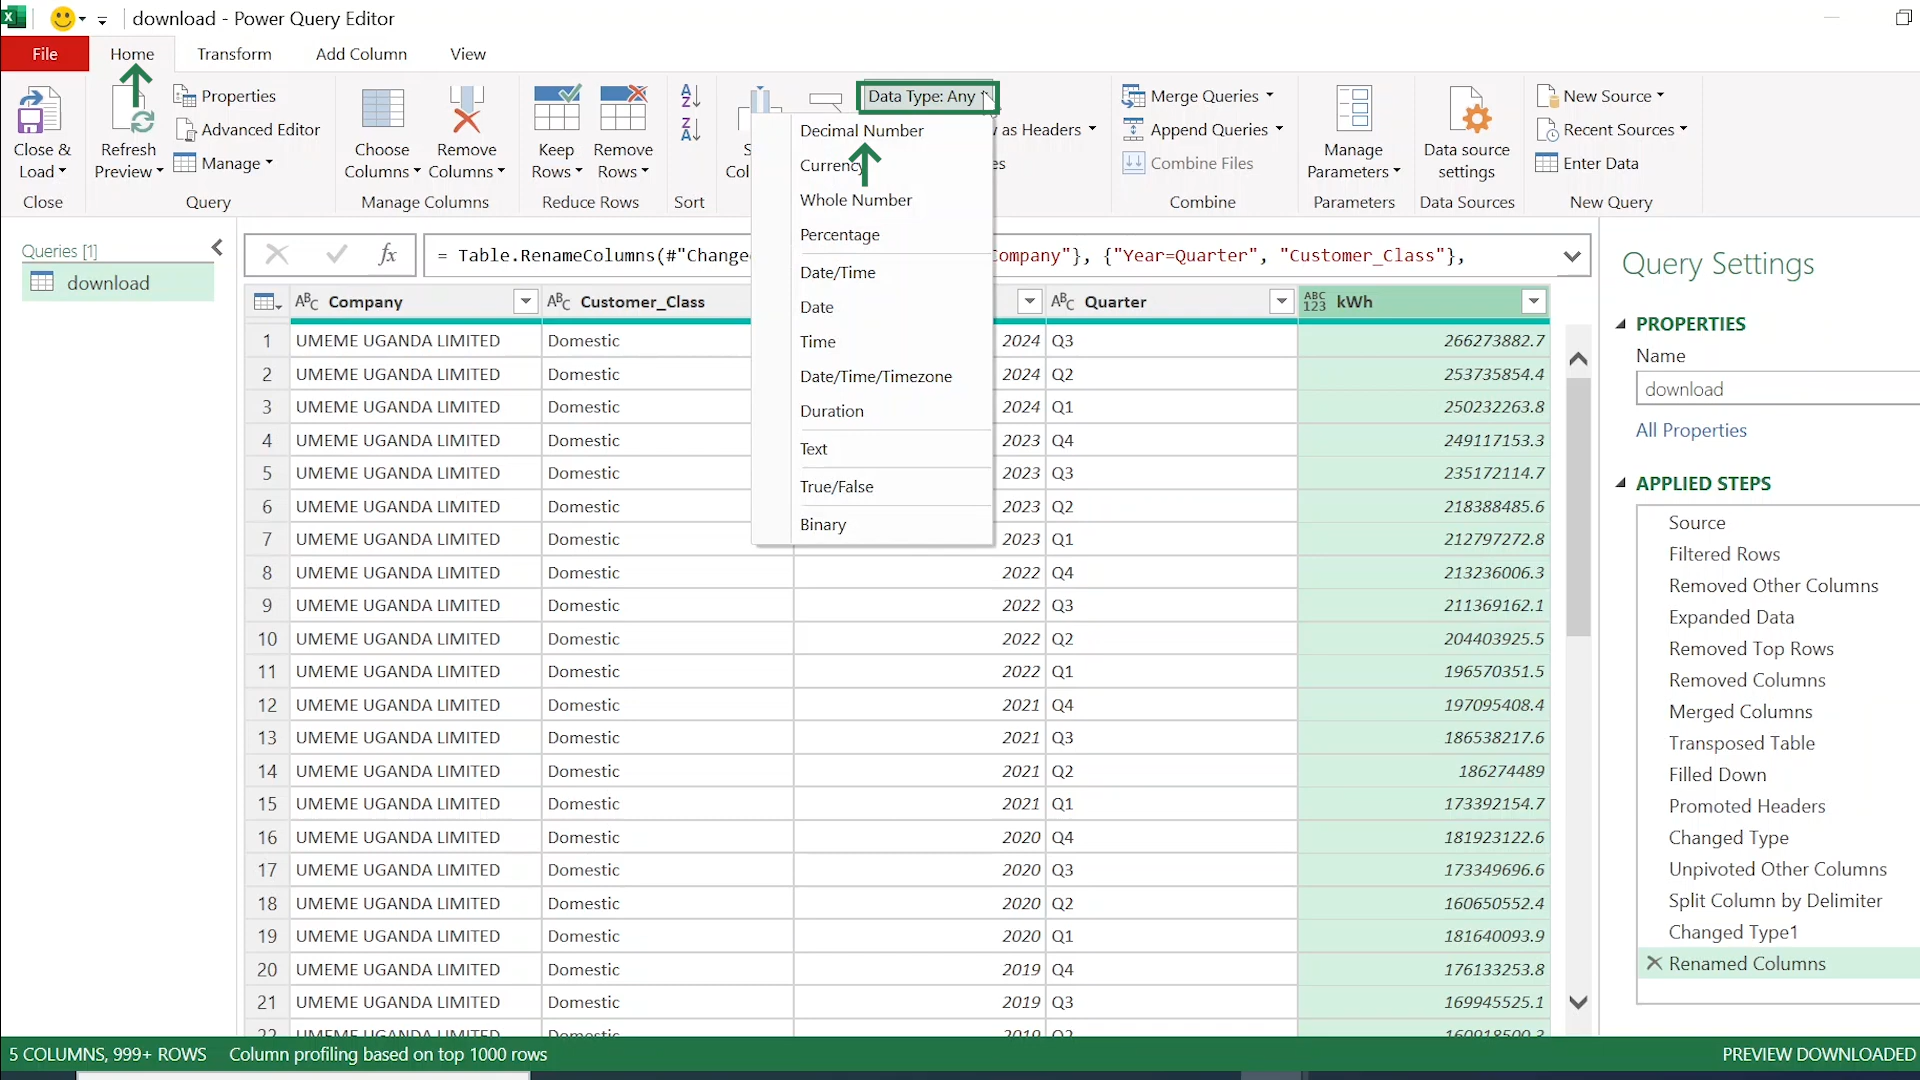 download - Power Query Editor
File
Home
Transform
Add Column
View
Close &
Load
Close
Refresh
Preview
Properties
Advanced Editor
Manage
Query
Choose
Columns
Remove
Columns
Manage Columns
Keep
Rows
Remove
Rows
Reduce Rows
A
Z
Z
A
Sort
Data Type: Any
as Headers
Merge Queries
Append Queries
Combine Files
Combine
Manage
Parameters
Parameters
Data source
settings
Data Sources
New Source
Recent Sources
Enter Data
New Query
Decimal Number
Currency
Whole Number
Percentage
Date/Time
Date
Time
Date/Time/Timezone
Duration
Text
True/False
Binary
Queries [1]
download
fx
= Table.RenameColumns(#"Change ompany"}, {"Year=Quarter", "Customer_Class"},
ABC Company ABC Customer_Class ABC Quarter ABC 123 kWh
1 UMEME UGANDA LIMITED Domestic 2024 Q3 266273882.7
2 UMEME UGANDA LIMITED Domestic 2024 Q2 253735854.4
3 UMEME UGANDA LIMITED Domestic 2024 Q1 250232263.8
4 UMEME UGANDA LIMITED Domestic 2023 Q4 249117153.3
5 UMEME UGANDA LIMITED Domestic 2023 Q3 235172114.7
6 UMEME UGANDA LIMITED Domestic 2023 Q2 218388485.6
7 UMEME UGANDA LIMITED Domestic 2023 Q1 212797272.8
8 UMEME UGANDA LIMITED Domestic 2022 Q4 213236006.3
9 UMEME UGANDA LIMITED Domestic 2022 Q3 211369162.1
10 UMEME UGANDA LIMITED Domestic 2022 Q2 204403925.5
11 UMEME UGANDA LIMITED Domestic 2022 Q1 196570351.5
12 UMEME UGANDA LIMITED Domestic 2021 Q4 197095408.4
13 UMEME UGANDA LIMITED Domestic 2021 Q3 186538217.6
14 UMEME UGANDA LIMITED Domestic 2021 Q2 186274489
15 UMEME UGANDA LIMITED Domestic 2021 Q1 173392154.7
16 UMEME UGANDA LIMITED Domestic 2020 Q4 181923122.6
17 UMEME UGANDA LIMITED Domestic 2020 Q3 173349696.6
18 UMEME UGANDA LIMITED Domestic 2020 Q2 160650552.4
19 UMEME UGANDA LIMITED Domestic 2020 Q1 181640093.9
20 UMEME UGANDA LIMITED Domestic 2019 Q4 176133253.8
21 UMEME UGANDA LIMITED Domestic 2019 Q3 169945525.1
22 UMEME UGANDA LIMITED Domestic 2019 Q2 160918500.3
Query Settings
PROPERTIES
Name
download
All Properties
APPLIED STEPS
Source
Filtered Rows
Removed Other Columns
Expanded Data
Removed Top Rows
Removed Columns
Merged Columns
Transposed Table
Filled Down
Promoted Headers
Changed Type
Unpivoted Other Columns
Split Column by Delimiter
Changed Type1
Renamed Columns
5 COLUMNS, 999+ ROWS Column profiling based on top 1000 rows
PREVIEW DOWNLOADED